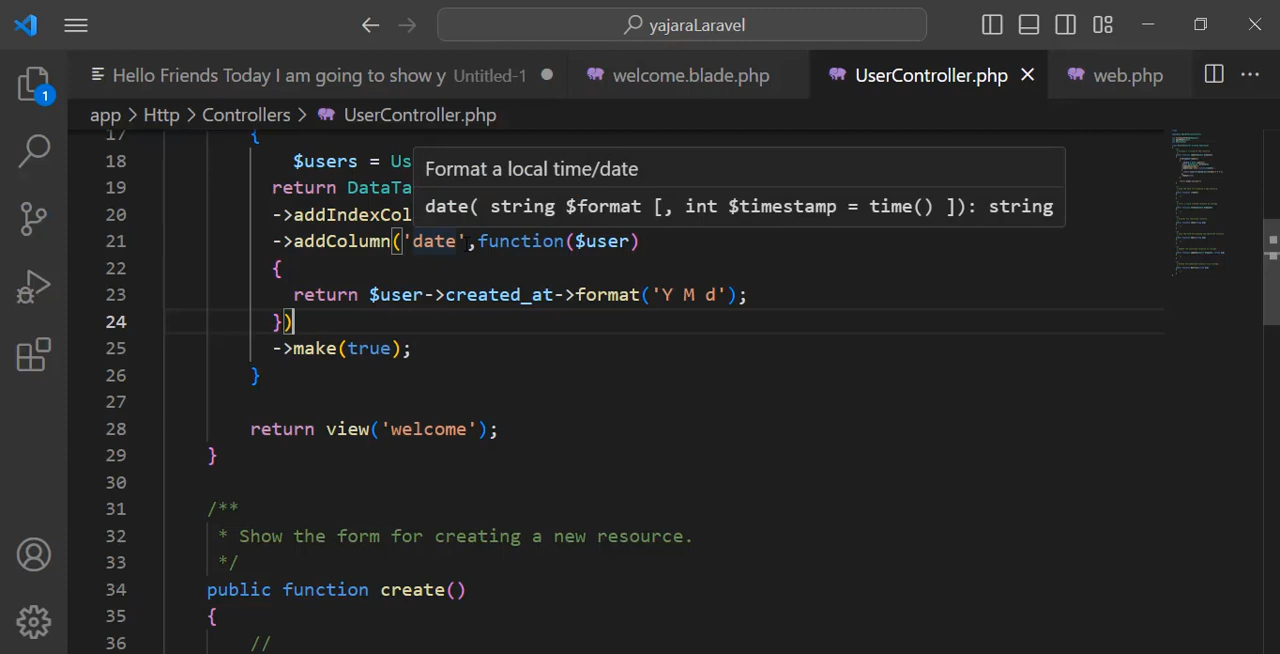 yajaraLaravel
Hello Friends Today I am going to show y Untitled-1
welcome.blade.php
UserController.php
web.php
1
app > Http > Controllers > UserController.php
17 {
18 $users = Us
19 return DataTa
20 ->addIndexCol
Format a local time/date
date( string $format [, int $timestamp = time() ]): string
21 ->addColumn('date',function($user)
22 {
23 return $user->created_at->format('Y M d');
24 })
25 ->make(true);
26 }
27
28 return view('welcome');
29 }
30
31 /**
32 * Show the form for creating a new resource.
33 */
34 public function create()
35 {
36 //